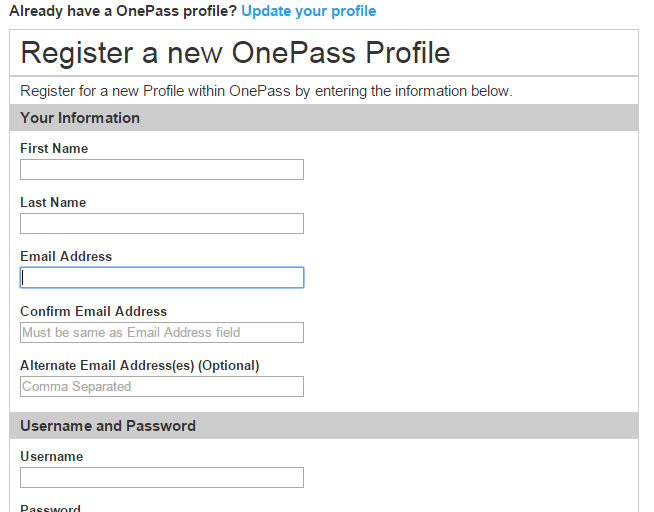 Already have a OnePass profile? Update your profile
Register a new OnePass Profile
Register for a new Profile within OnePass by entering the information below.
Your Information
First Name
Last Name
Email Address
Confirm Email Address
Must be same as Email Address field
Alternate Email Address(es) (Optional)
Comma Separated
Username and Password
Username
Password